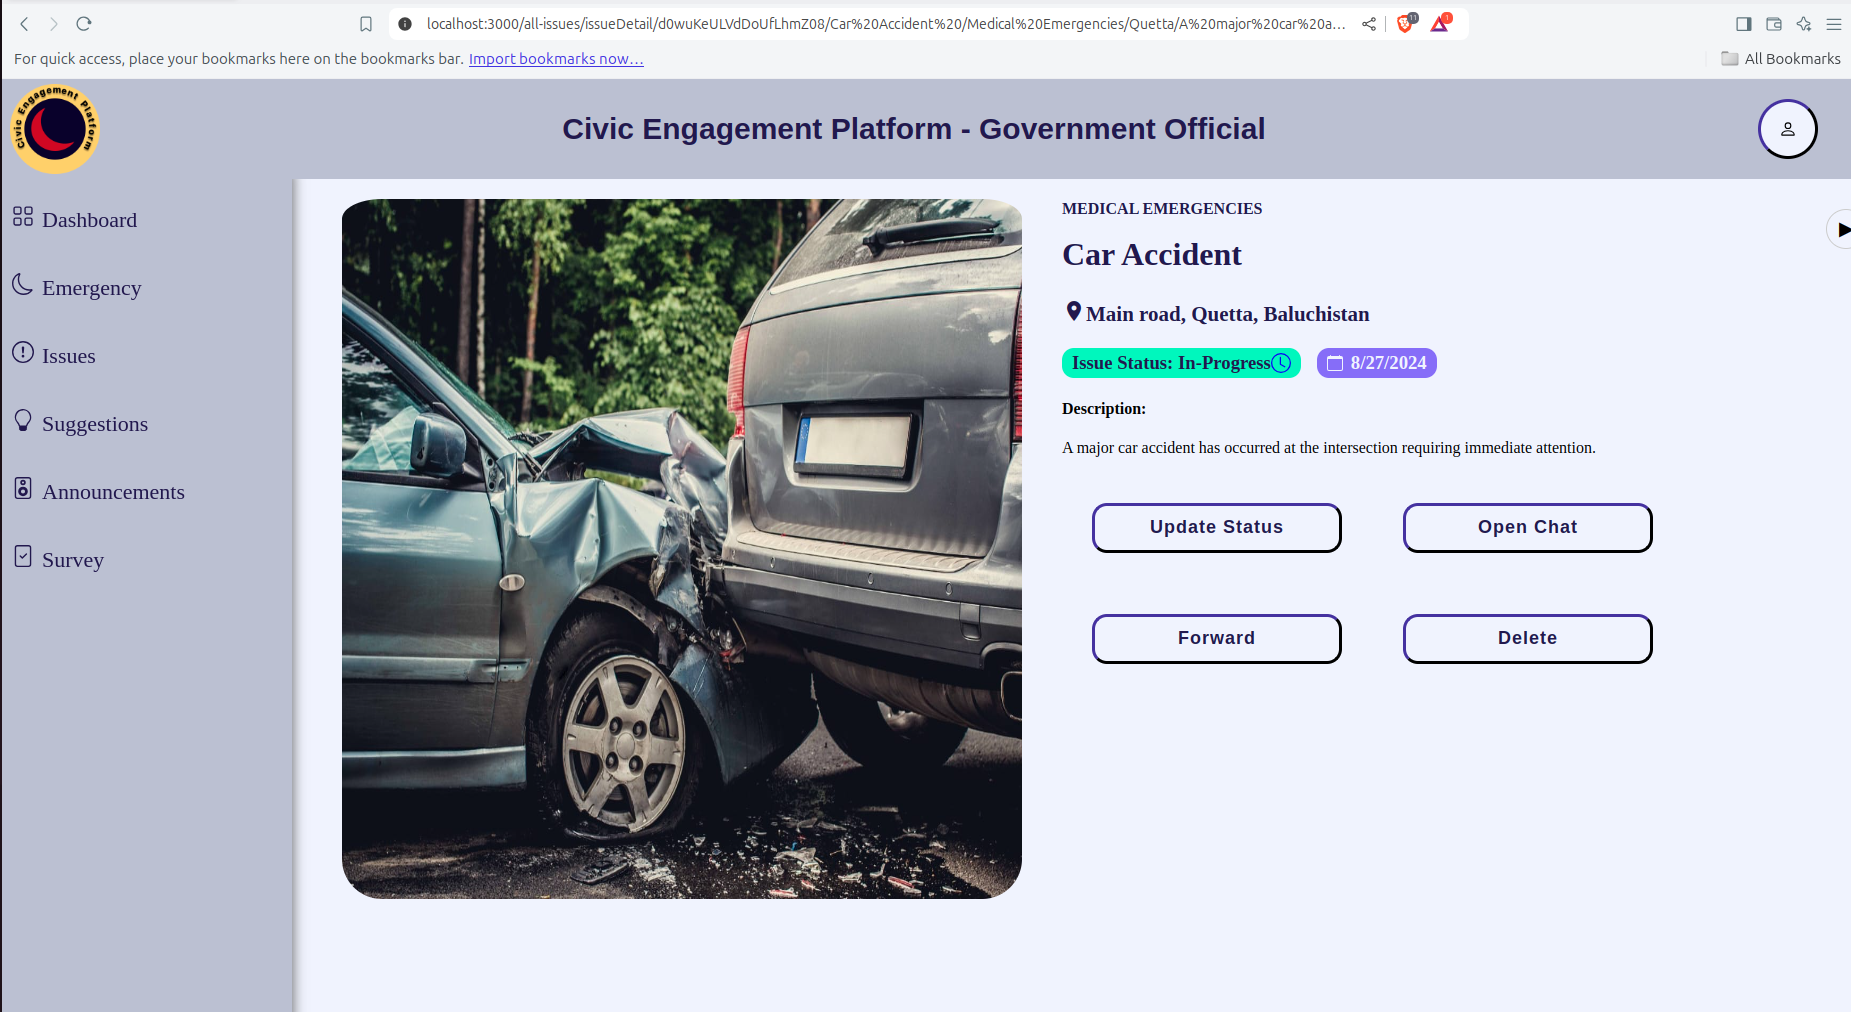 localhost:3000/all-issues/issueDetail/d0wuKeULVdDoUfLhmZ08/Car%20Accident%20/Medical%20Emergencies/Quetta/A%20major%20car%20a...
11
1
For quick access, place your bookmarks here on the bookmarks bar. Import bookmarks now...
All Bookmarks
Civic Engagement Platform
Civic Engagement Platform - Government Official
Dashboard
Emergency
Issues
Suggestions
Announcements
Survey
MEDICAL EMERGENCIES
Car Accident
Main road, Quetta, Baluchistan
Issue Status: In-Progress
8/27/2024
Description:
A major car accident has occurred at the intersection requiring immediate attention.
Update Status
Open Chat
Forward
Delete